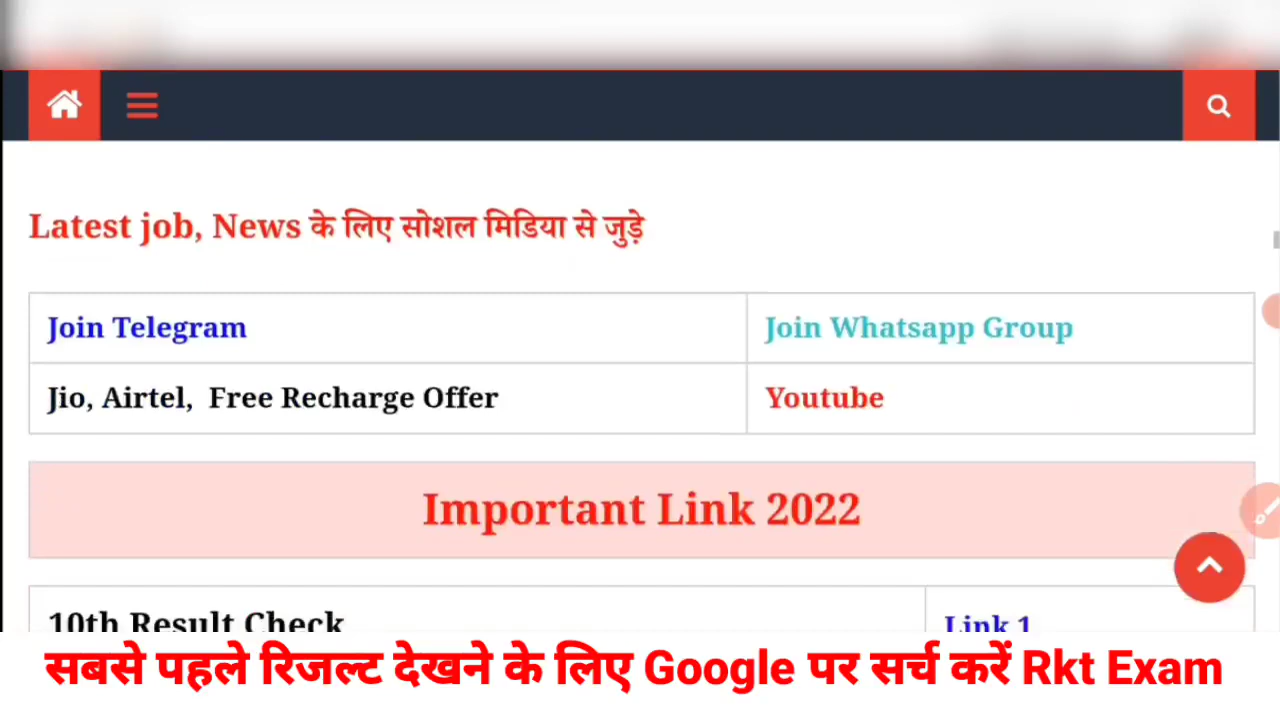 Latest job, News के लिए सोशल मिडिया से जुड़े
Join Telegram
Join Whatsapp Group
Jio, Airtel, Free Recharge Offer
Youtube
Important Link 2022
10th Result Check
Link 1
सबसे पहले रिजल्ट देखने के लिए Google पर सर्च करें Rkt Exam